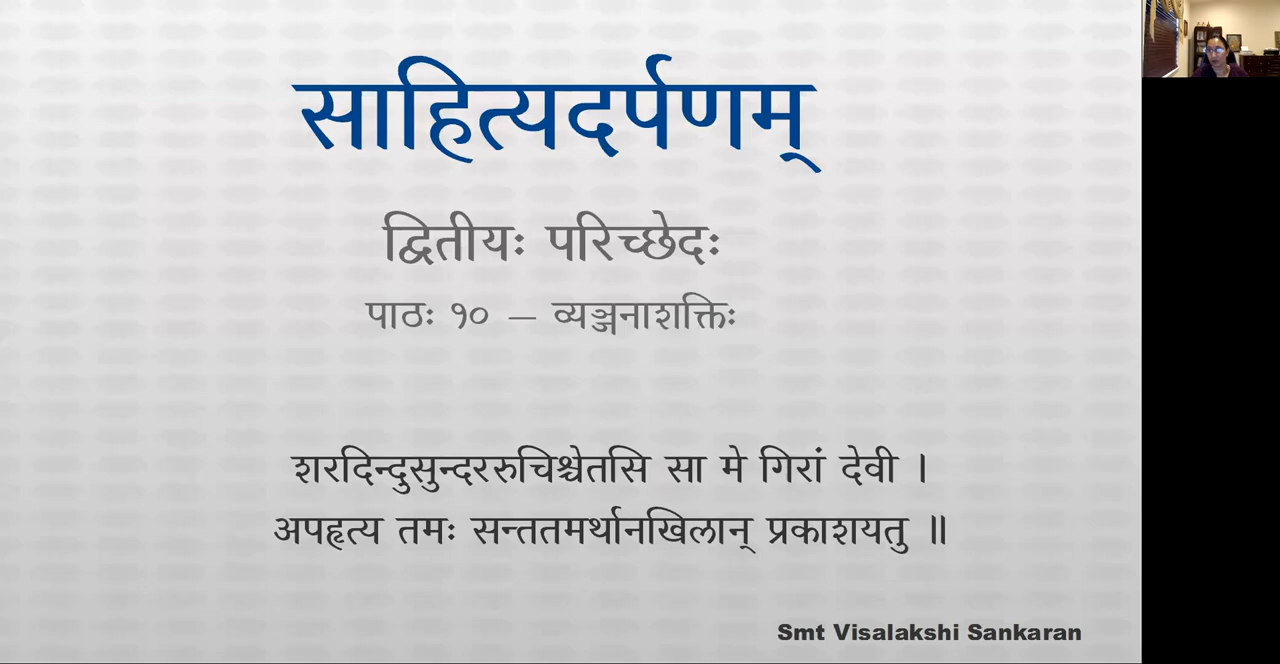 साहित्यदर्पणम्
द्वितीयः परिच्छेदः
पाठः १० – व्यञ्जनाशक्तिः
शरदिन्दुसुन्दररुचिश्चेतसि सा मे गिरां देवी ।
अपहृत्य तमः सन्ततमर्थानखिलान् प्रकाशयतु ॥
Smt Visalakshi Sankaran